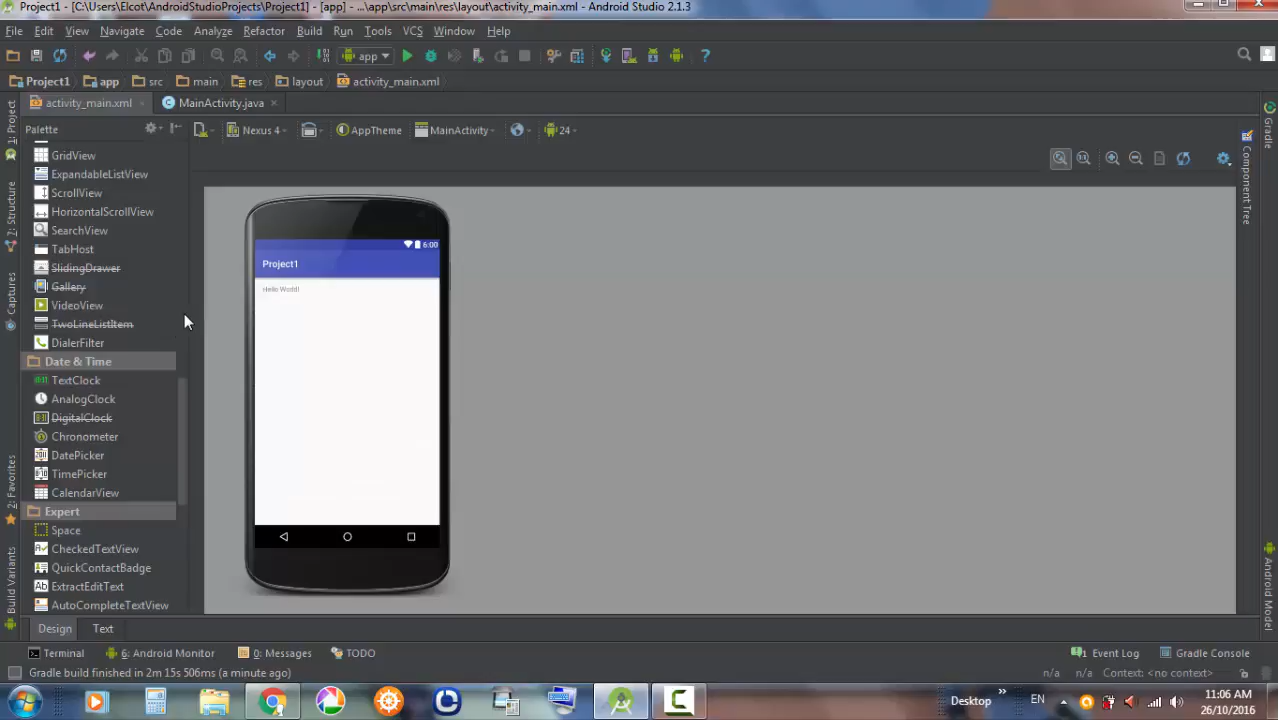 Project1 - [C:\Users\Elcot\AndroidStudioProjects\Project1] - [app] - ...\app\src\main\res\layout\activity_main.xml - Android Studio 2.1.3
File Edit View Navigate Code Analyze Refactor Build Run Tools VCS Window Help
app
Project1 app src main res layout activity_main.xml
activity_main.xml MainActivity.java
Palette Nexus 4 AppTheme MainActivity 24
GridView
ExpandableListView
ScrollView
HorizontalScrollView
SearchView
TabHost
SlidingDrawer
Gallery
VideoView
TwoLineListItem
DialerFilter
Date & Time
TextClock
AnalogClock
DigitalClock
Chronometer
DatePicker
TimePicker
CalendarView
Expert
Space
CheckedTextView
QuickContactBadge
ExtractEditText
AutoCompleteTextView
1: Project
7: Structure
Captures
2: Favorites
Build Variants
6:00
Project1
Hello World!
Gradle
Component Tree
Android Model
Design Text
Terminal 6: Android Monitor 0: Messages TODO 1 Event Log Gradle Console
Gradle build finished in 2m 15s 506ms (a minute ago) n/a n/a Context: <no context>
Desktop EN 11:06 AM
26/10/2016